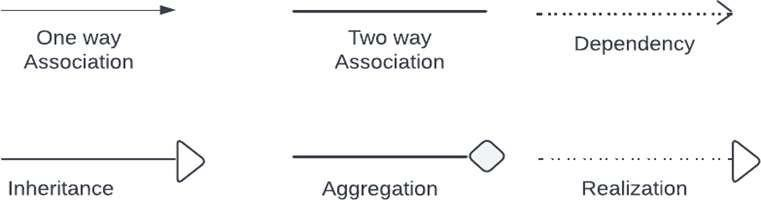 One way
Association
Two way
Association
Dependency
Inheritance
Aggregation
Realization